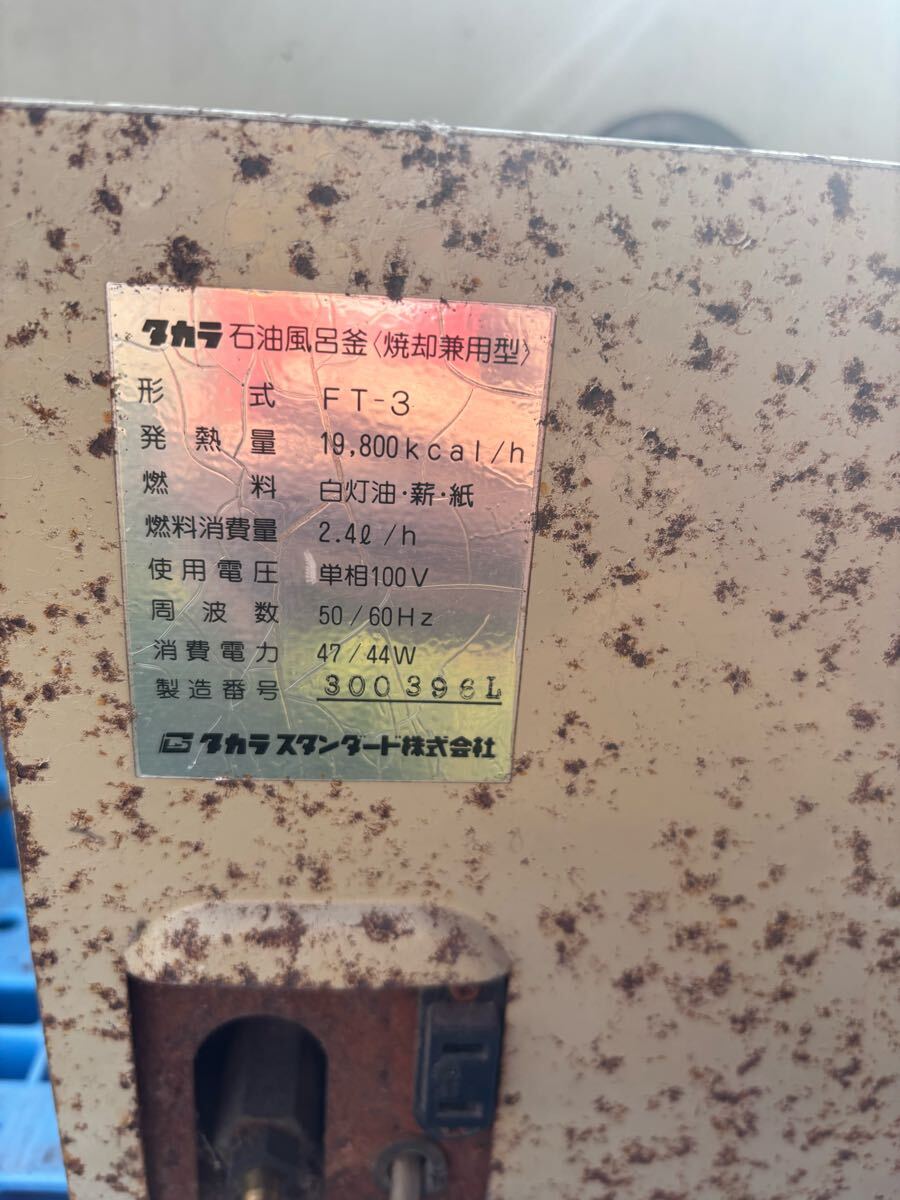 タカラ 石油風呂釜〈焼却兼用型〉
形式 FT-3
発熱量 19,800kcal/h
燃料 白灯油・薪・紙
燃料消費量 2.4ℓ/h
使用電圧 単相100V
周波数 50/60Hz
消費電力 47/44W
製造番号 300396L
タカラスタンダード株式会社